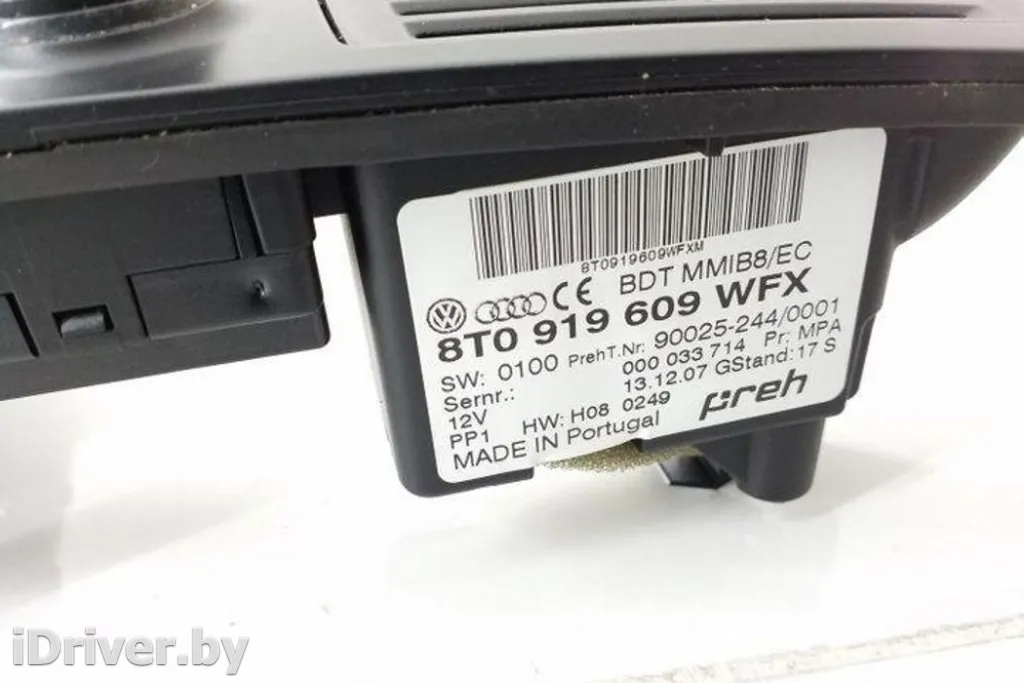 8T0919609WFXM
BDT MMIB8/EC
CE
8T0 919 609 WFX
SW: 0100 PrehT.Nr: 90025-244/0001
Sernr.: 000 033 714 Pr: MPA
12V 13.12.07 GStand: 17 S
PP1 HW: H08 0249
MADE IN Portugal
preh
iDriver.by